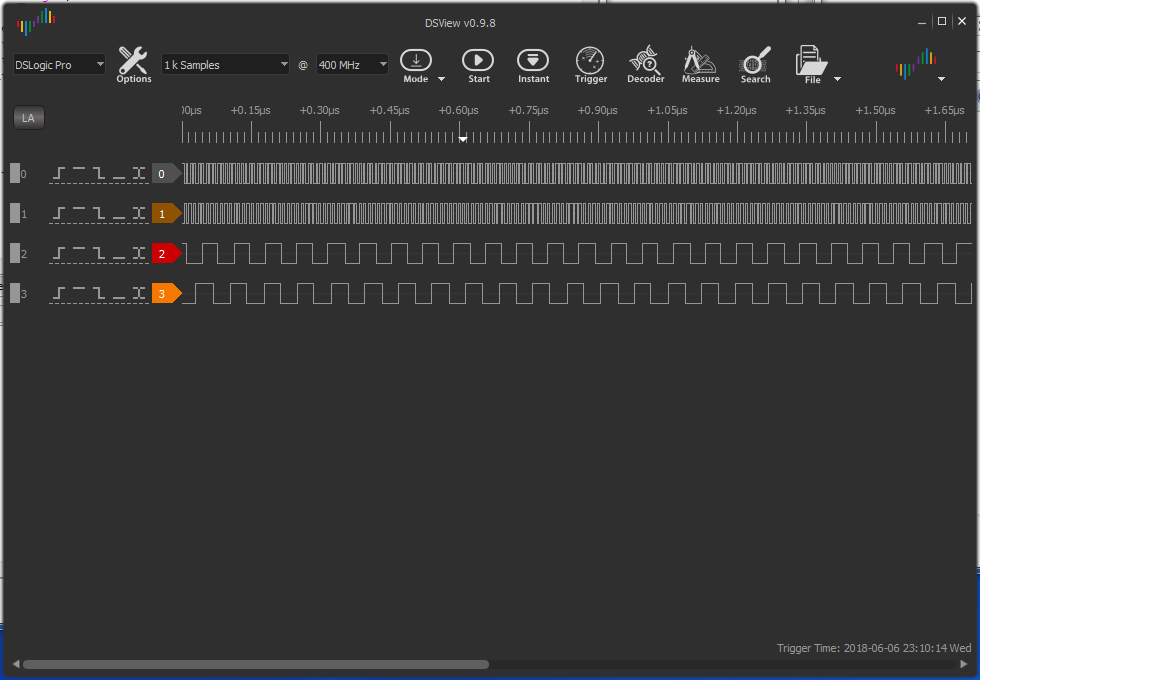 DSView v0.9.8
DSLogic Pro 1 k Samples @ 400 MHz
Options Mode Start Instant Trigger Decoder Measure Search File
LA
00µs +0.15µs +0.30µs +0.45µs +0.60µs +0.75µs +0.90µs +1.05µs +1.20µs +1.35µs +1.50µs +1.65µs
0 0
1 1
2 2
3 3
Trigger Time: 2018-06-06 23:10:14 Wed